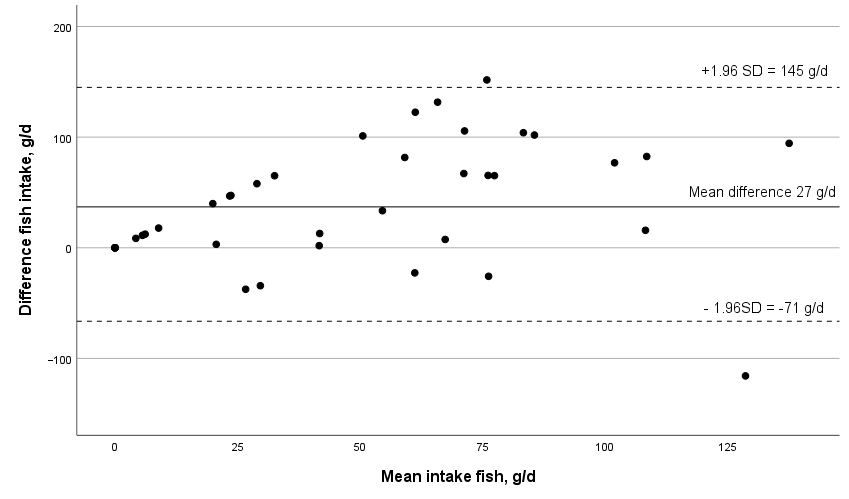 200
+1.96 SD = 145 g/d
100
Mean difference 27 g/d
0
- 1.96SD = -71 g/d
−100
Difference fish intake, g/d
0 25 50 75 100 125
Mean intake fish, g/d